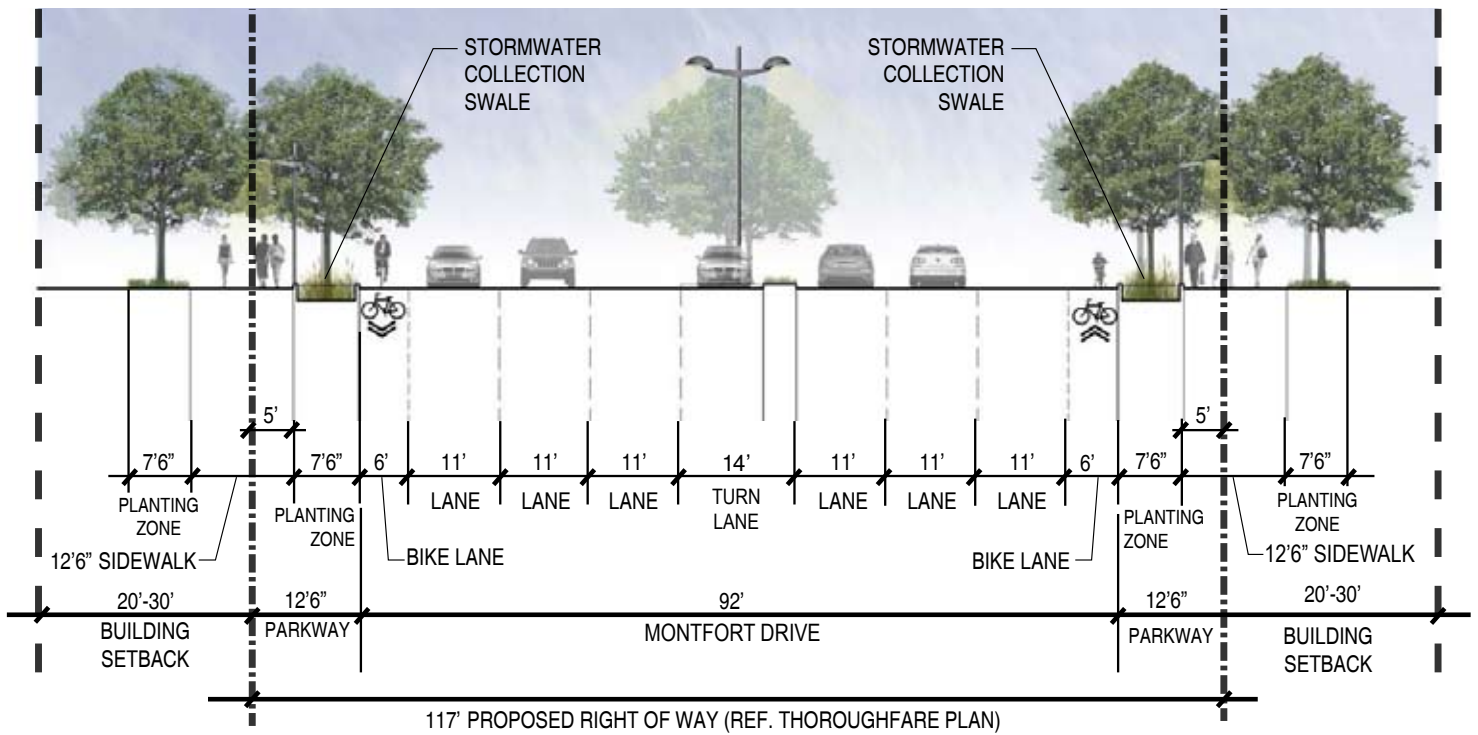 STORMWATER
COLLECTION
SWALE
STORMWATER
COLLECTION
SWALE
5'
5'
7'6”
7'6”
6'
11'
11'
11'
14'
11'
11'
11'
6'
7'6”
7'6”
PLANTING
ZONE
PLANTING
ZONE
LANE
LANE
LANE
TURN
LANE
LANE
LANE
LANE
PLANTING
ZONE
PLANTING
ZONE
12'6” SIDEWALK
BIKE LANE
BIKE LANE
12'6” SIDEWALK
20'-30'
12'6”
92'
12'6”
20'-30'
BUILDING
SETBACK
PARKWAY
MONTFORT DRIVE
PARKWAY
BUILDING
SETBACK
117' PROPOSED RIGHT OF WAY (REF. THOROUGHFARE PLAN)